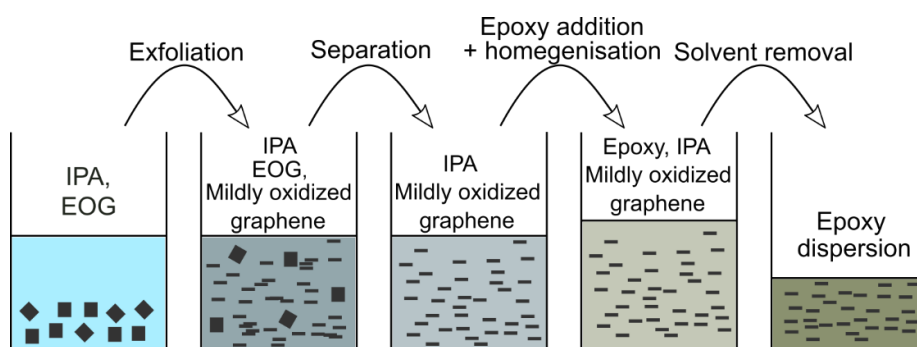 Exfoliation
Separation
Epoxy addition
+ homegenisation
Solvent removal
IPA,
EOG
IPA
EOG,
Mildly oxidized
graphene
IPA
Mildly oxidized
graphene
Epoxy, IPA
Mildly oxidized
graphene
Epoxy
dispersion